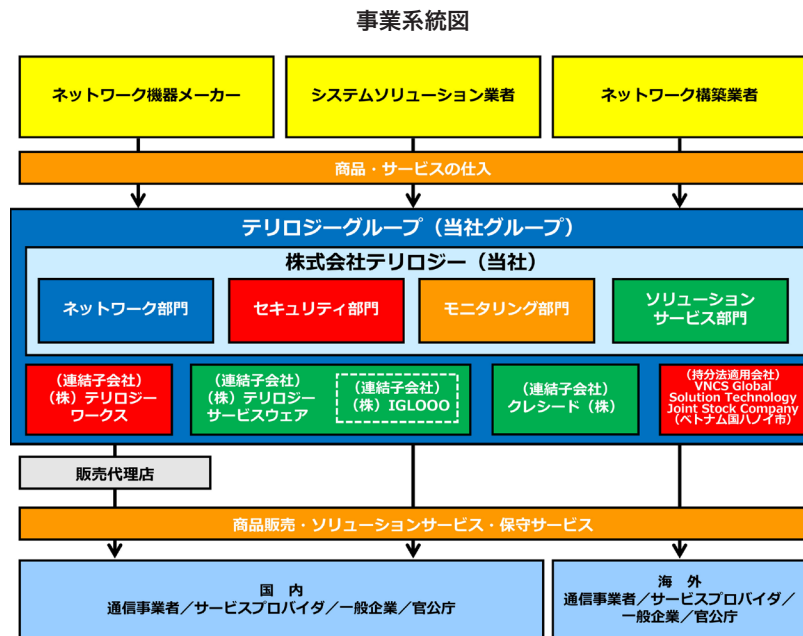 事業系統図
ネットワーク機器メーカー
システムソリューション業者
ネットワーク構築業者
商品・サービスの仕入
テリロジーグループ（当社グループ）
株式会社テリロジー（当社）
ネットワーク部門
セキュリティ部門
モニタリング部門
ソリューション
サービス部門
（連結子会社）
（株）テリロジー
ワークス
（連結子会社）
（株）テリロジー
サービスウェア
（連結子会社）
（株）IGLOOO
（連結子会社）
クレシード（株）
（持分法適用会社）
VNCS Global
Solution Technology
Joint Stock Company
（ベトナム国ハノイ市）
販売代理店
商品販売・ソリューションサービス・保守サービス
国　内
通信事業者／サービスプロバイダ／一般企業／官公庁
海　外
通信事業者／サービスプロバイダ／
一般企業／官公庁